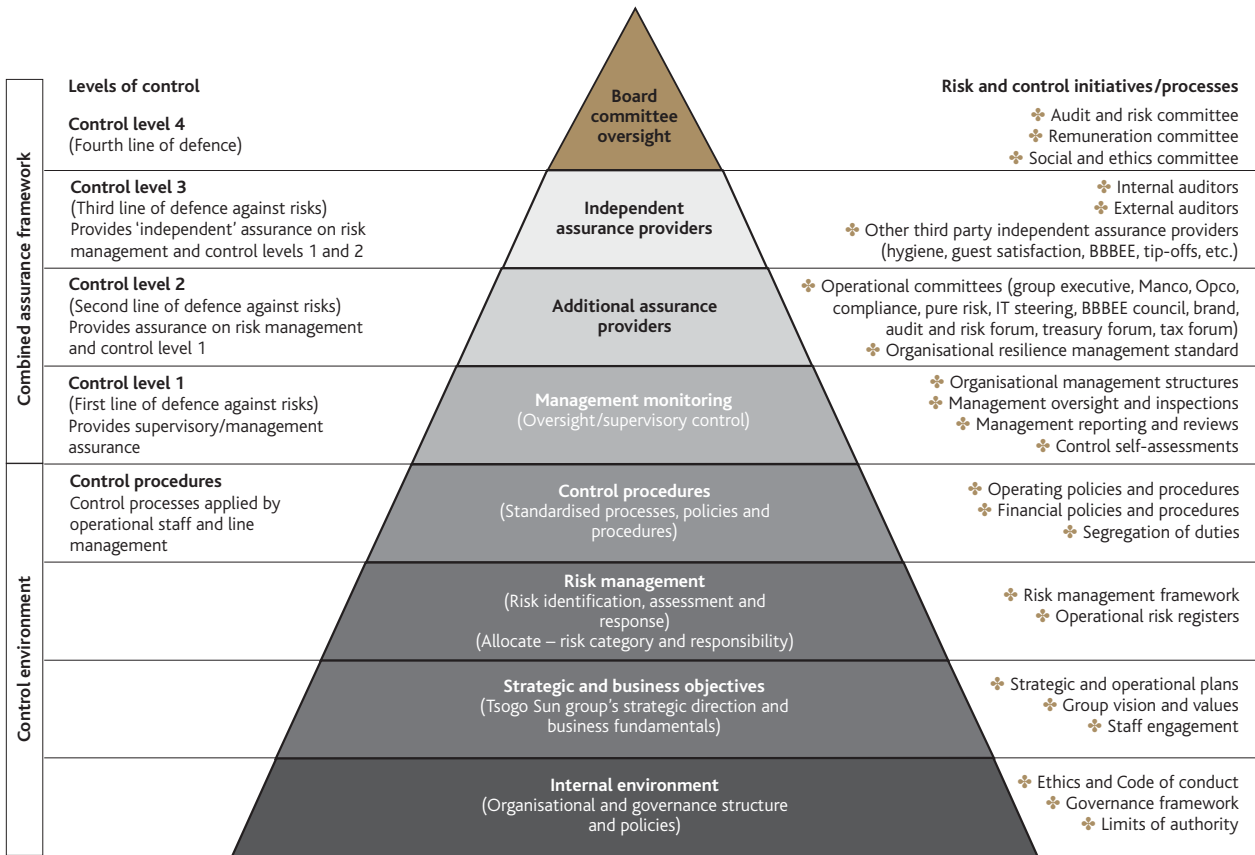 Combined assurance framework
Control environment
Levels of control
Control level 4
(Fourth line of defence)
Control level 3
(Third line of defence against risks)
Provides ‘independent’ assurance on risk
management and control levels 1 and 2
Control level 2
(Second line of defence against risks)
Provides assurance on risk management
and control level 1
Control level 1
(First line of defence against risks)
Provides supervisory/management
assurance
Control procedures
Control processes applied by
operational staff and line
management
Board
committee
oversight
Independent
assurance providers
Additional assurance
providers
Management monitoring
(Oversight/supervisory control)
Control procedures
(Standardised processes, policies and
procedures)
Risk management
(Risk identification, assessment and
response)
(Allocate – risk category and responsibility)
Strategic and business objectives
(Tsogo Sun group’s strategic direction and
business fundamentals)
Internal environment
(Organisational and governance structure
and policies)
Risk and control initiatives/processes
Audit and risk committee
Remuneration committee
Social and ethics committee
Internal auditors
External auditors
Other third party independent assurance providers
(hygiene, guest satisfaction, BBBEE, tip-offs, etc.)
Operational committees (group executive, Manco, Opco,
compliance, pure risk, IT steering, BBBEE council, brand,
audit and risk forum, treasury forum, tax forum)
Organisational resilience management standard
Organisational management structures
Management oversight and inspections
Management reporting and reviews
Control self-assessments
Operating policies and procedures
Financial policies and procedures
Segregation of duties
Risk management framework
Operational risk registers
Strategic and operational plans
Group vision and values
Staff engagement
Ethics and Code of conduct
Governance framework
Limits of authority